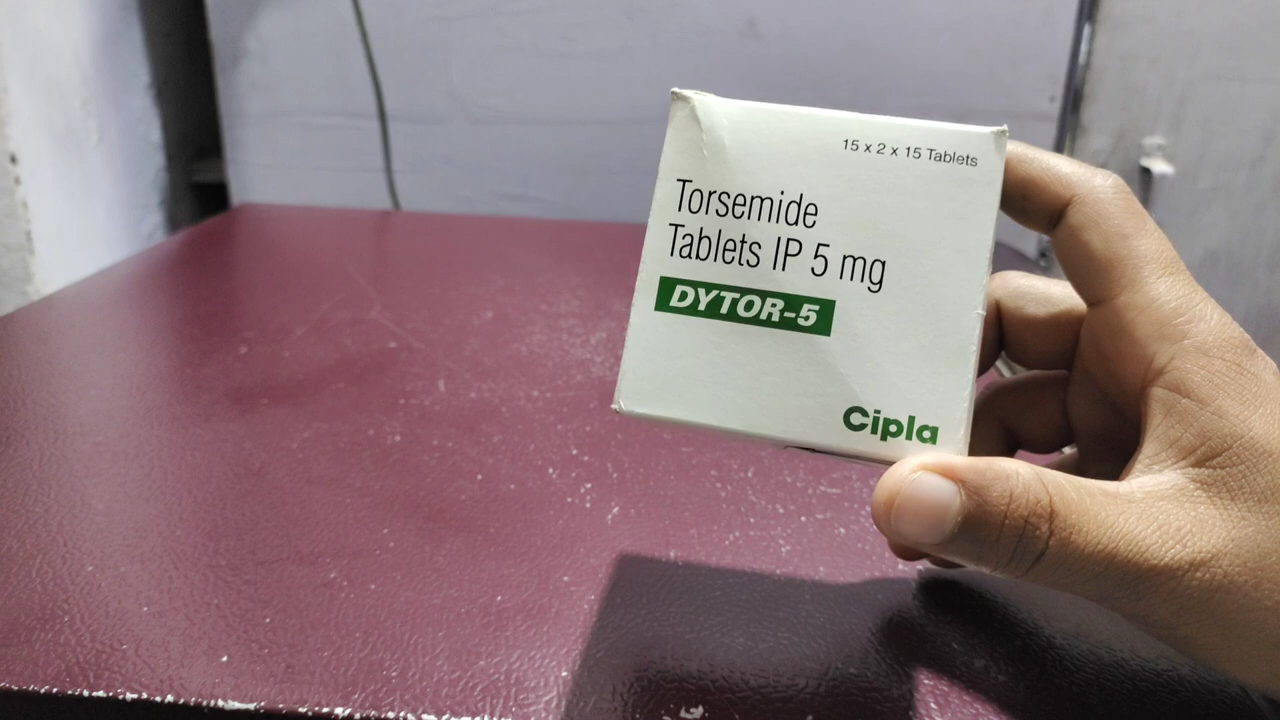 15 x 2 x 15 Tablets
Torsemide
Tablets IP 5 mg
DYTOR-5
Cipla